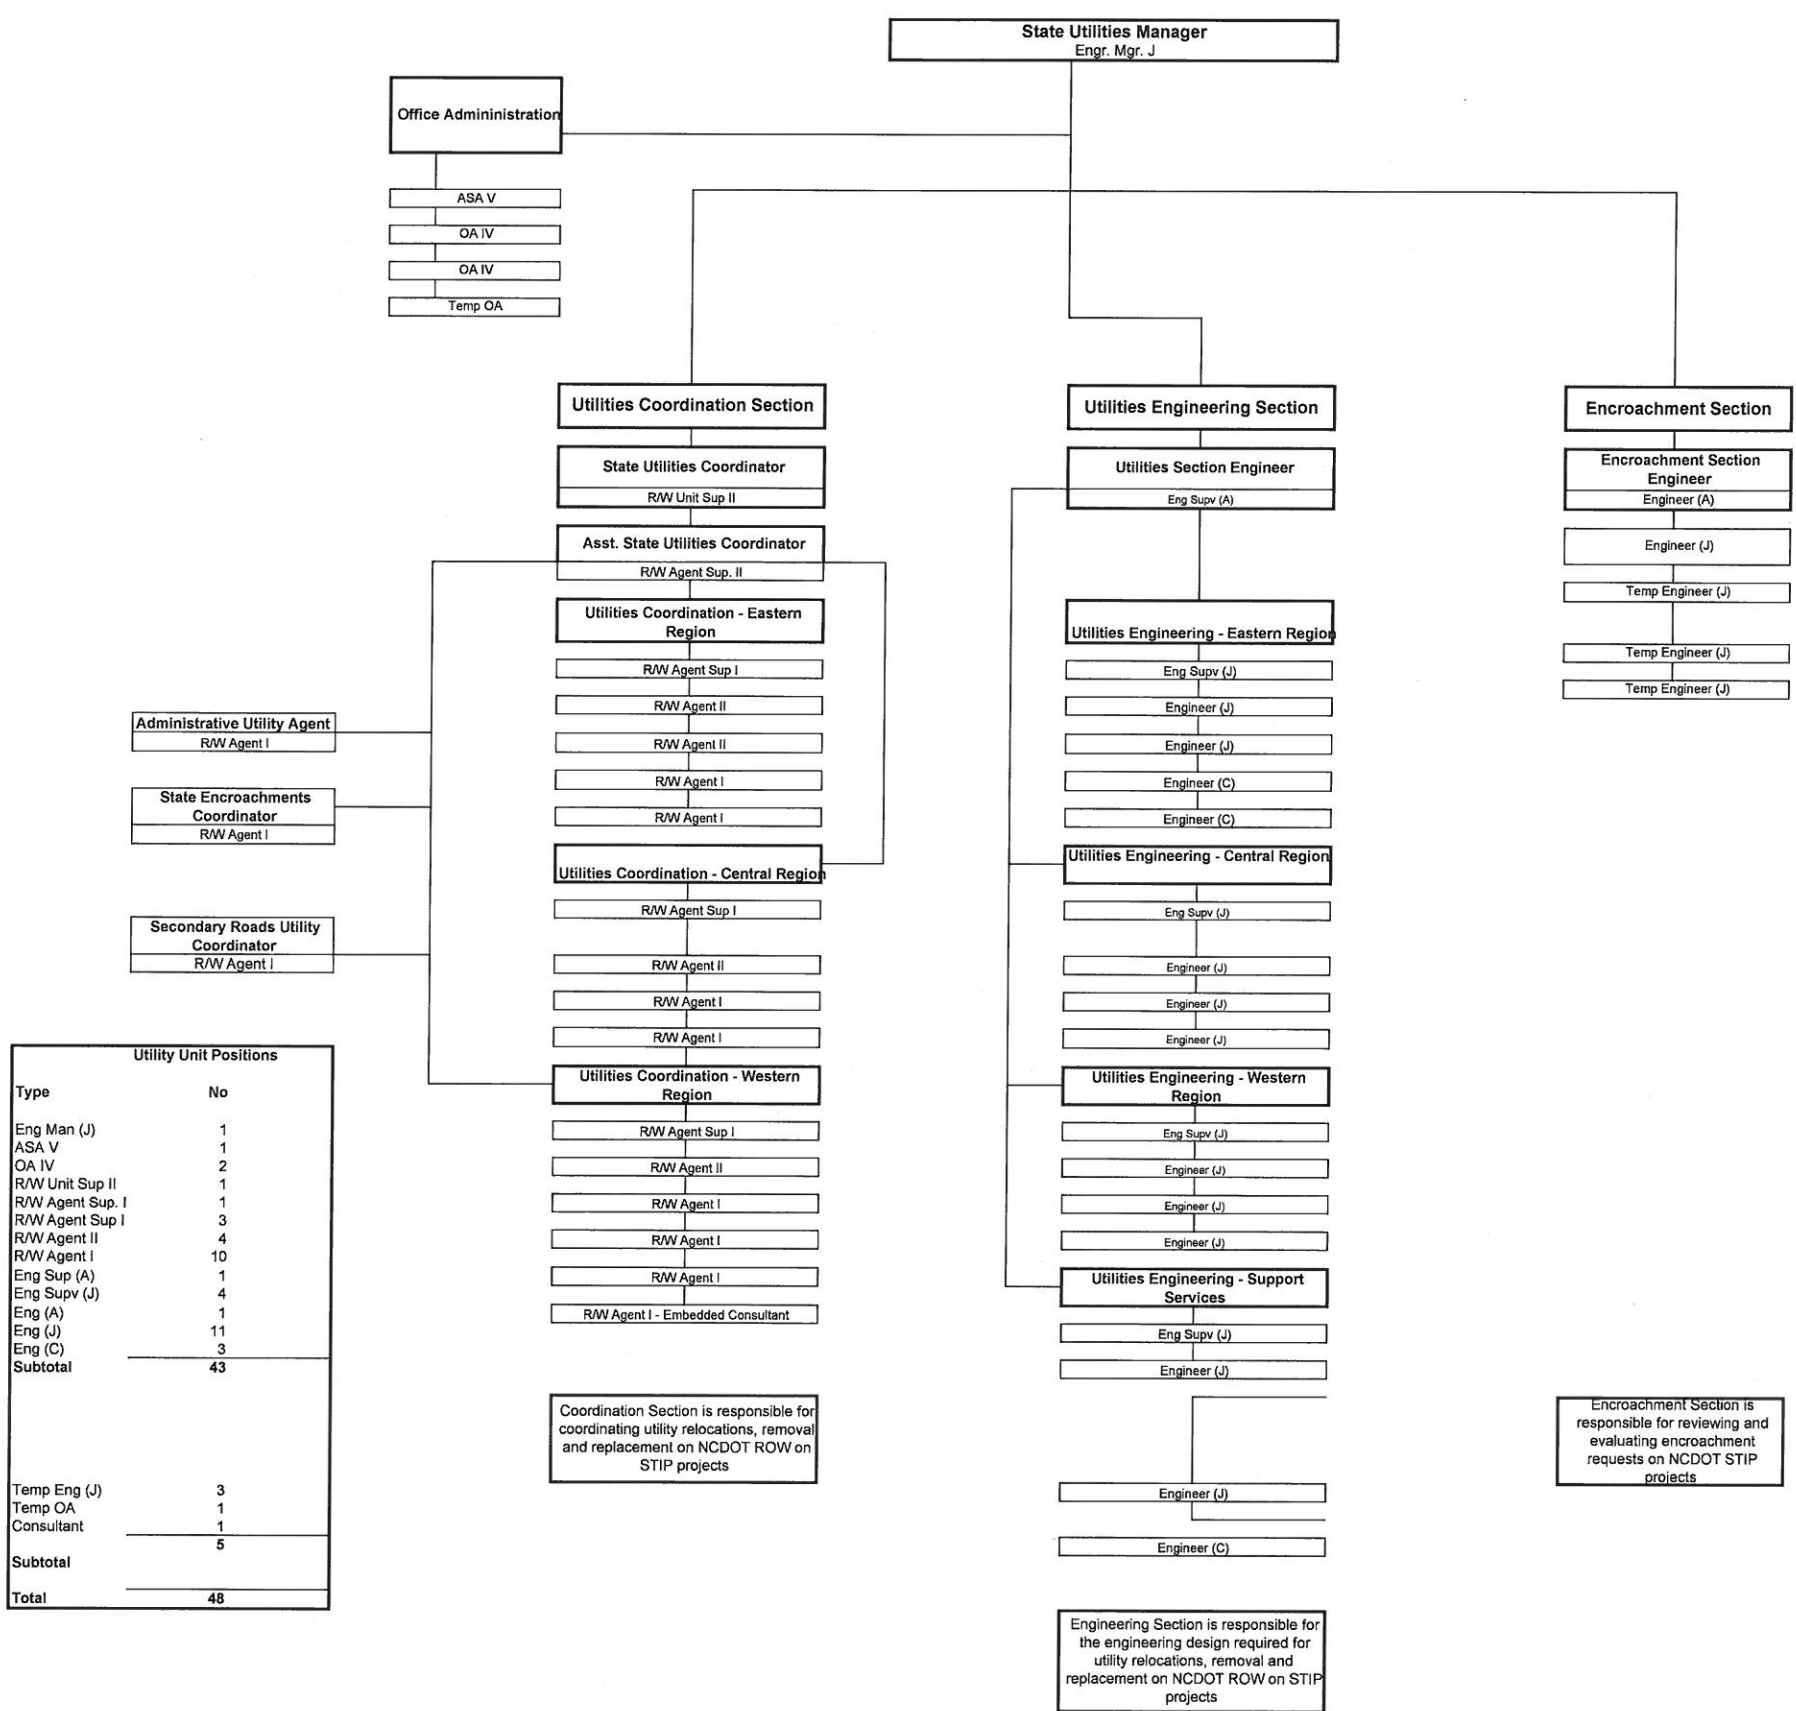 State Utilities Manager
Engr. Mgr. J
Office Admininistration
ASA V
OA IV
OA IV
Temp OA
Utilities Coordination Section
State Utilities Coordinator
R/W Unit Sup II
Asst. State Utilities Coordinator
R/W Agent Sup. II
Utilities Coordination - Eastern
Region
R/W Agent Sup I
R/W Agent II
R/W Agent II
R/W Agent I
R/W Agent I
Utilities Coordination - Central Region
R/W Agent Sup I
R/W Agent II
R/W Agent I
R/W Agent I
Utilities Coordination - Western
Region
R/W Agent Sup I
R/W Agent II
R/W Agent I
R/W Agent I
R/W Agent I
R/W Agent I - Embedded Consultant
Coordination Section is responsible for
coordinating utility relocations, removal
and replacement on NCDOT ROW on
STIP projects
Administrative Utility Agent
R/W Agent I
State Encroachments
Coordinator
R/W Agent I
Secondary Roads Utility
Coordinator
R/W Agent I
Utilities Engineering Section
Utilities Section Engineer
Eng Supv (A)
Utilities Engineering - Eastern Region
Eng Supv (J)
Engineer (J)
Engineer (J)
Engineer (C)
Engineer (C)
Utilities Engineering - Central Region
Eng Supv (J)
Engineer (J)
Engineer (J)
Engineer (J)
Utilities Engineering - Western
Region
Eng Supv (J)
Engineer (J)
Engineer (J)
Engineer (J)
Utilities Engineering - Support
Services
Eng Supv (J)
Engineer (J)
Engineer (J)
Engineer (C)
Engineering Section is responsible for
the engineering design required for
utility relocations, removal and
replacement on NCDOT ROW on STIP
projects
Encroachment Section
Encroachment Section
Engineer
Engineer (A)
Engineer (J)
Temp Engineer (J)
Temp Engineer (J)
Temp Engineer (J)
Encroachment Section is
responsible for reviewing and
evaluating encroachment
requests on NCDOT STIP
projects
Utility Unit Positions
Type No
Eng Man (J) 1
ASA V 1
OA IV 2
R/W Unit Sup II 1
R/W Agent Sup. I 1
R/W Agent Sup I 3
R/W Agent II 4
R/W Agent I 10
Eng Sup (A) 1
Eng Supv (J) 4
Eng (A) 1
Eng (J) 11
Eng (C) 3
Subtotal 43
Temp Eng (J) 3
Temp OA 1
Consultant 1
5
Subtotal
Total 48